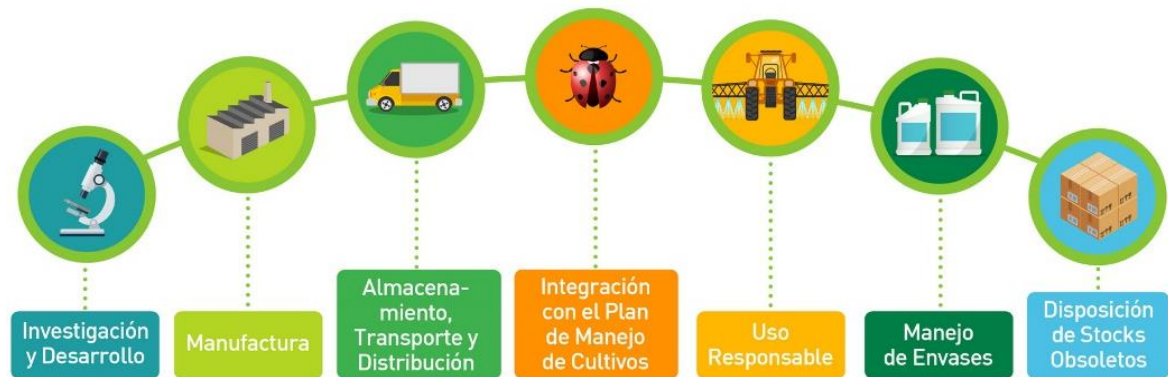 Investigación
y Desarrollo
Manufactura
Almacena-
miento,
Transporte y
Distribución
Integración
con el Plan
de Manejo
de Cultivos
Uso
Responsable
Manejo
de Envases
Disposición
de Stocks
Obsoletos